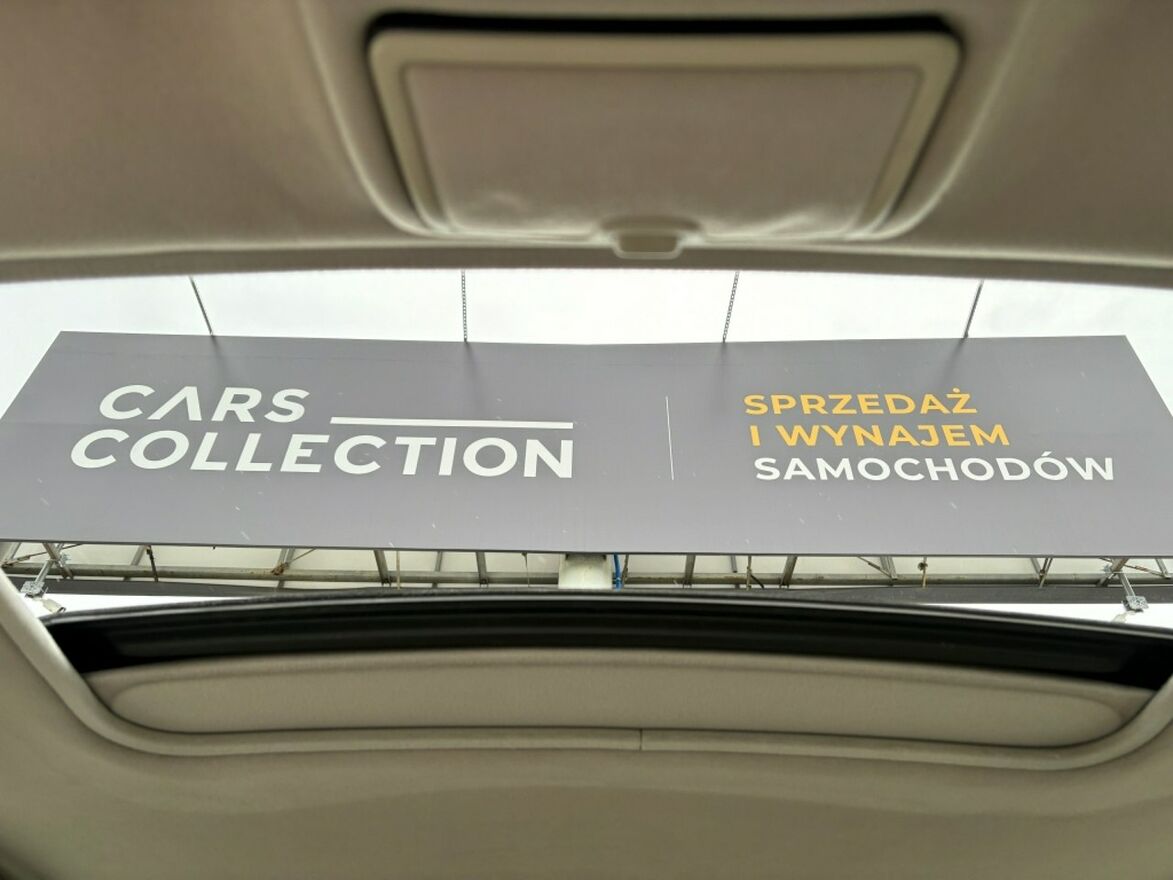 CARS
COLLECTION
SPRZEDAŻ
I WYNAJEM
SAMOCHODÓW